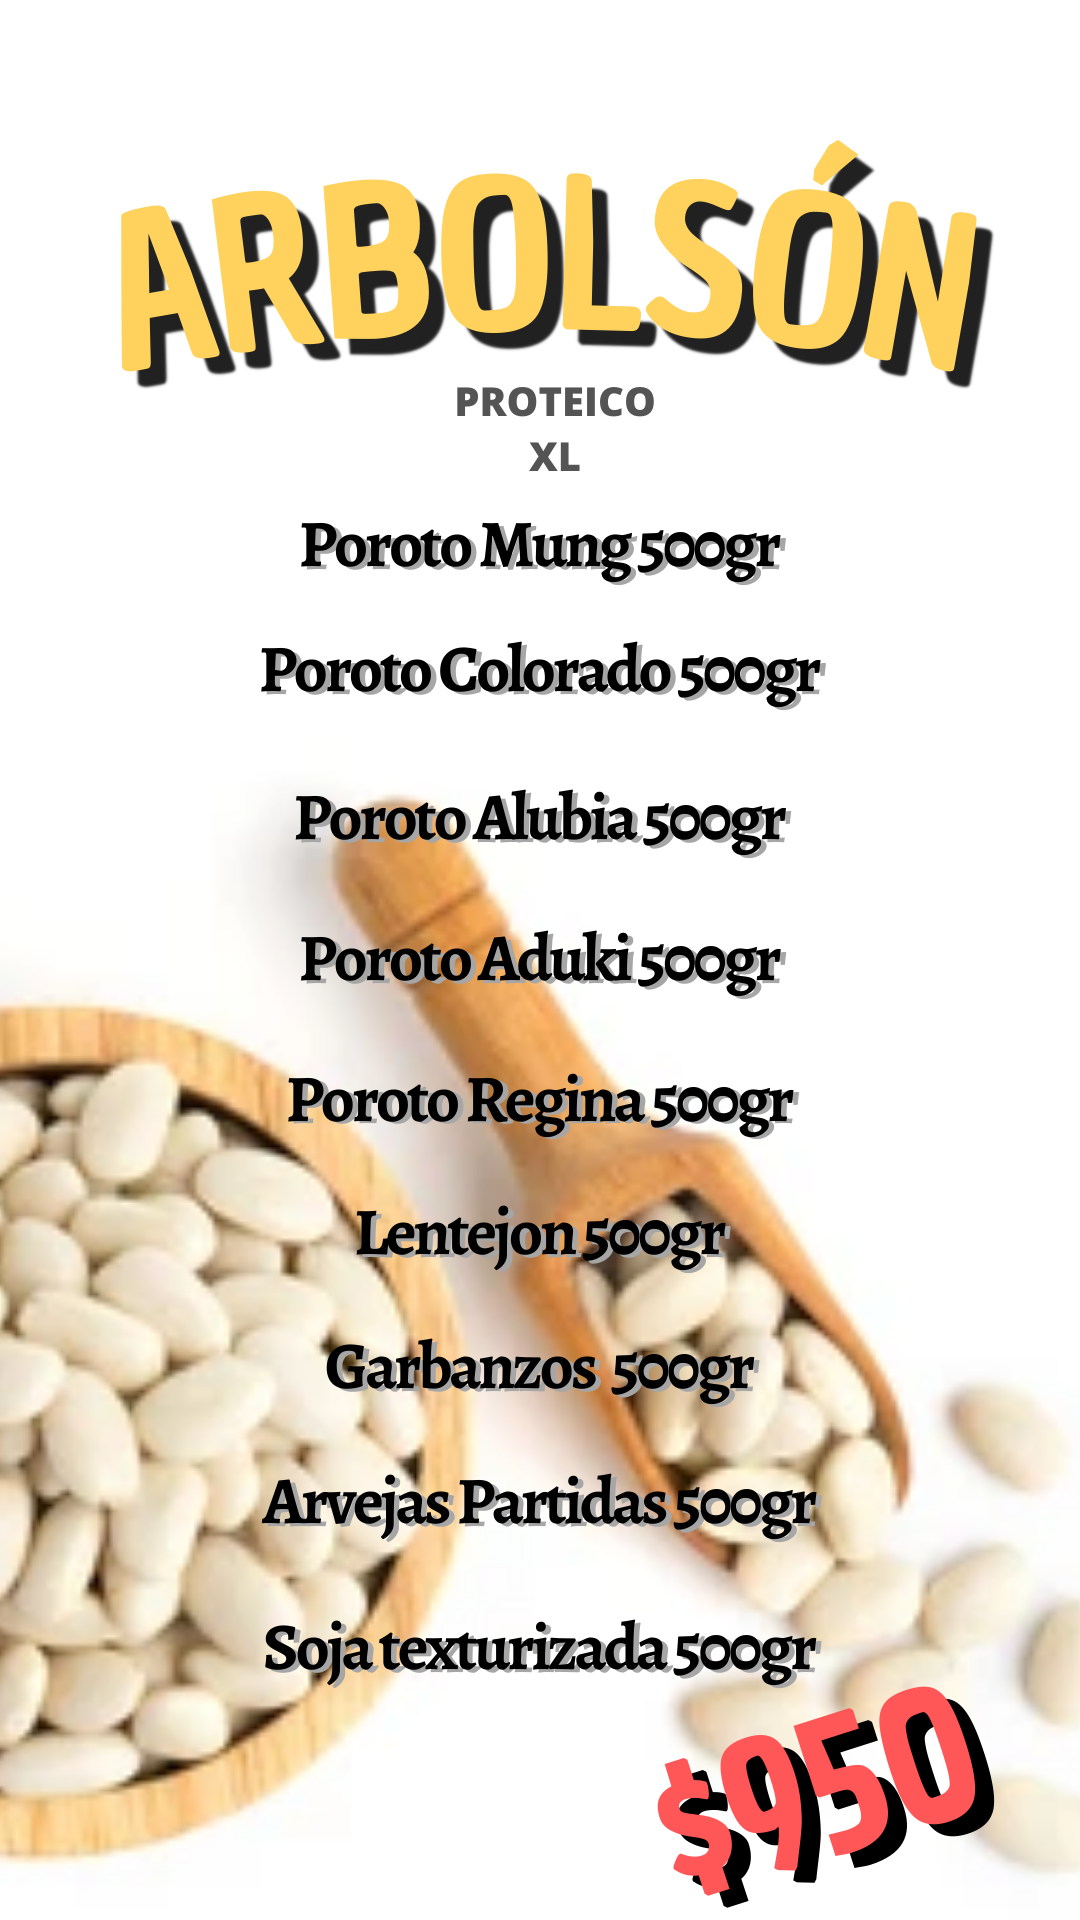 ARBOLSÓN
PROTEICO
XL
Poroto Mung 500gr
Poroto Colorado 500gr
Poroto Alubia 500gr
Poroto Aduki 500gr
Poroto Regina 500gr
Lentejon 500gr
Garbanzos 500gr
Arvejas Partidas 500gr
Soja texturizada 500gr
$950